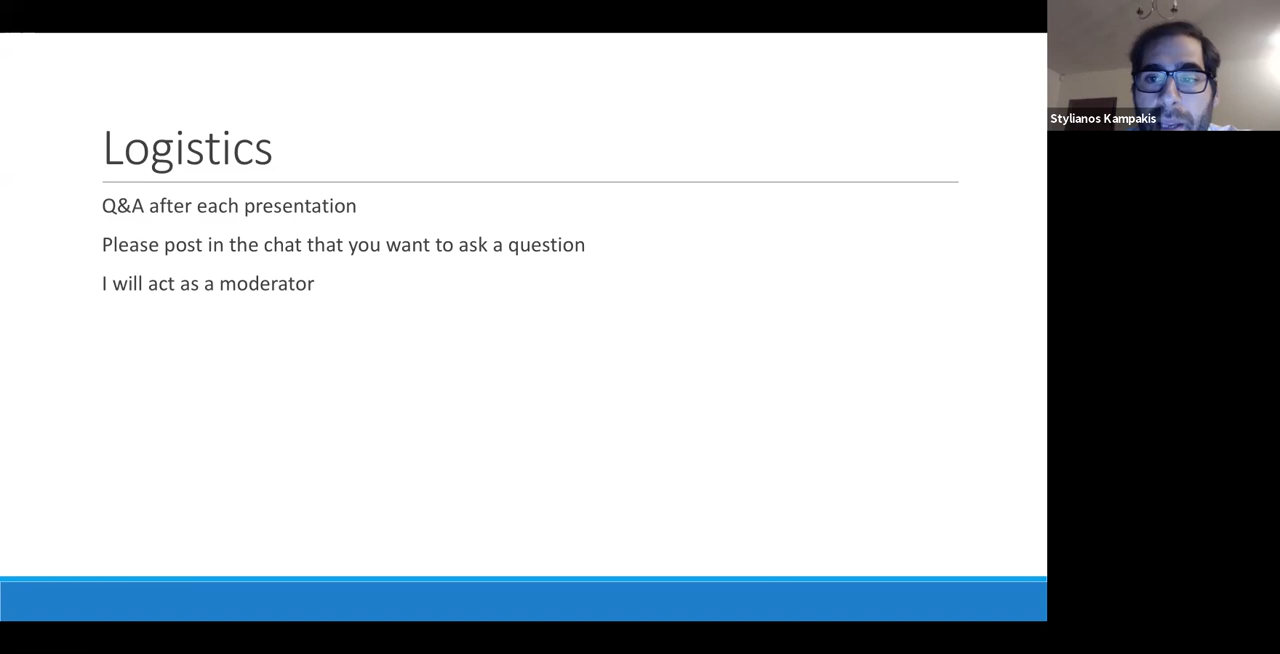 Logistics
Q&A after each presentation
Please post in the chat that you want to ask a question
I will act as a moderator
Stylianos Kampakis